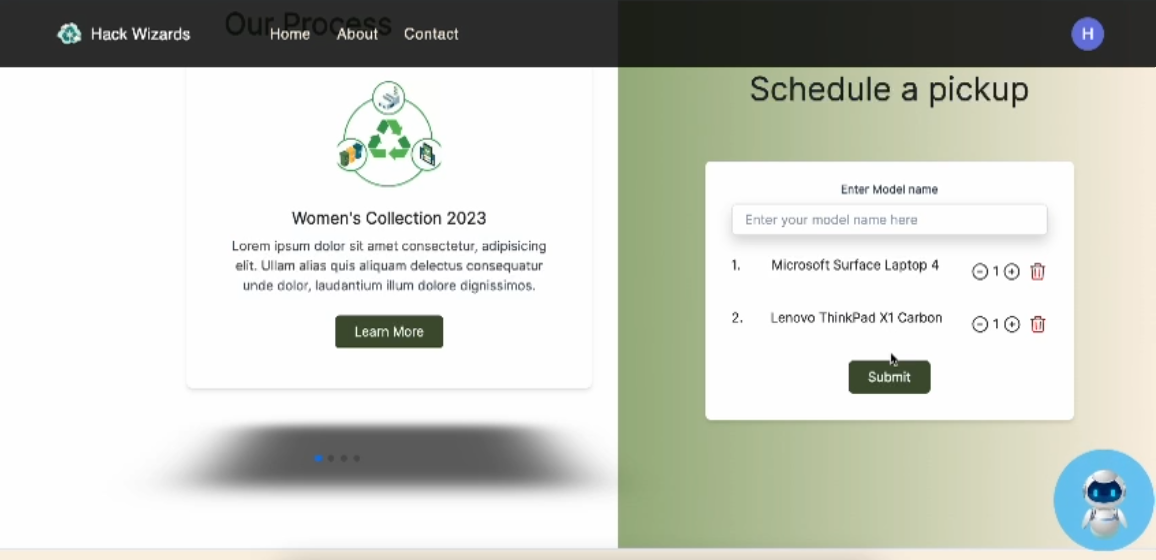 Our Process
Hack Wizards
Home
About
Contact
H
Women's Collection 2023
Lorem ipsum dolor sit amet consectetur, adipisicing
elit. Ullam alias quis aliquam delectus consequatur
unde dolor, laudantium illum dolore dignissimos.
Learn More
Schedule a pickup
Enter Model name
Enter your model name here
1. Microsoft Surface Laptop 4 1
2. Lenovo ThinkPad X1 Carbon 1
Submit